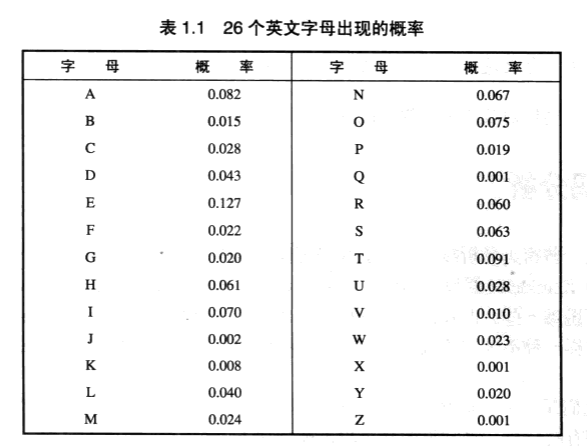 表 1.1 26 个英文字母出现的概率
字 母 概 率 字 母 概 率
A 0.082 N 0.067
B 0.015 O 0.075
C 0.028 P 0.019
D 0.043 Q 0.001
E 0.127 R 0.060
F 0.022 S 0.063
G 0.020 T 0.091
H 0.061 U 0.028
I 0.070 V 0.010
J 0.002 W 0.023
K 0.008 X 0.001
L 0.040 Y 0.020
M 0.024 Z 0.001